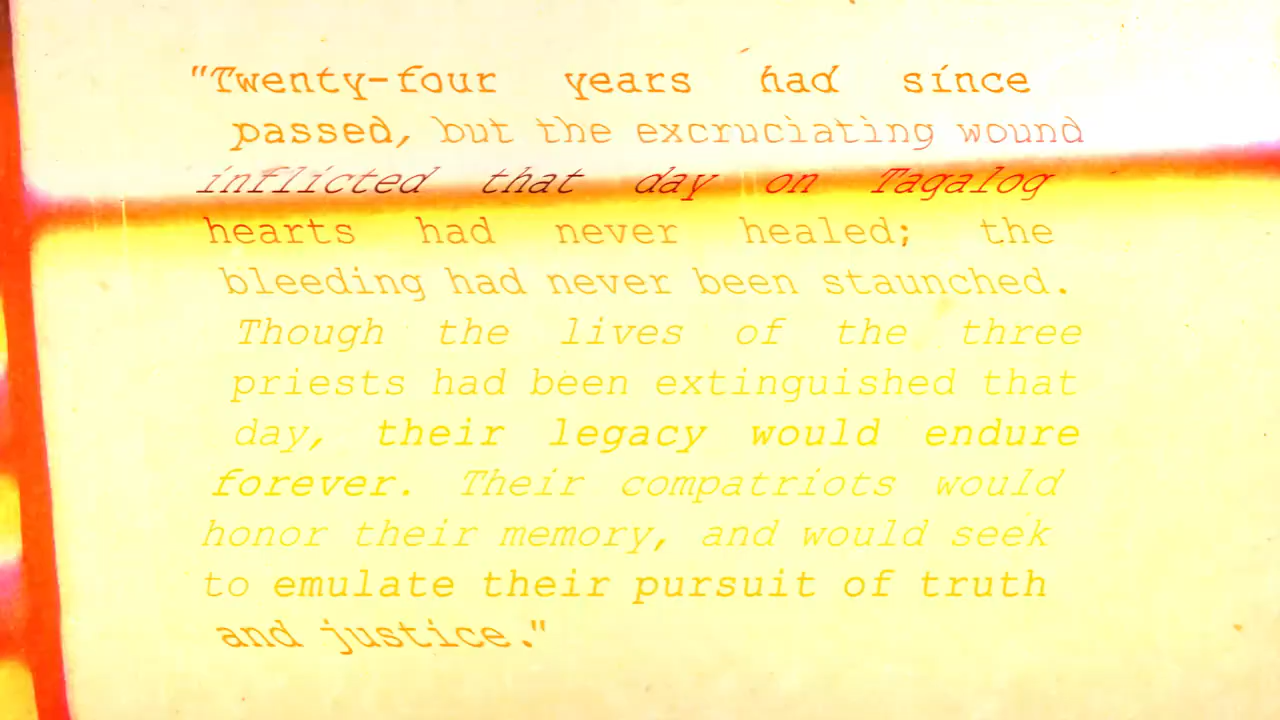 "Twenty-four years had since
passed, but the excruciating wound
inflicted that day on Tagalog
hearts had never healed; the
bleeding had never been staunched.
Though the lives of the three
priests had been extinguished that
day, their legacy would endure
forever. Their compatriots would
honor their memory, and would seek
to emulate their pursuit of truth
and justice."